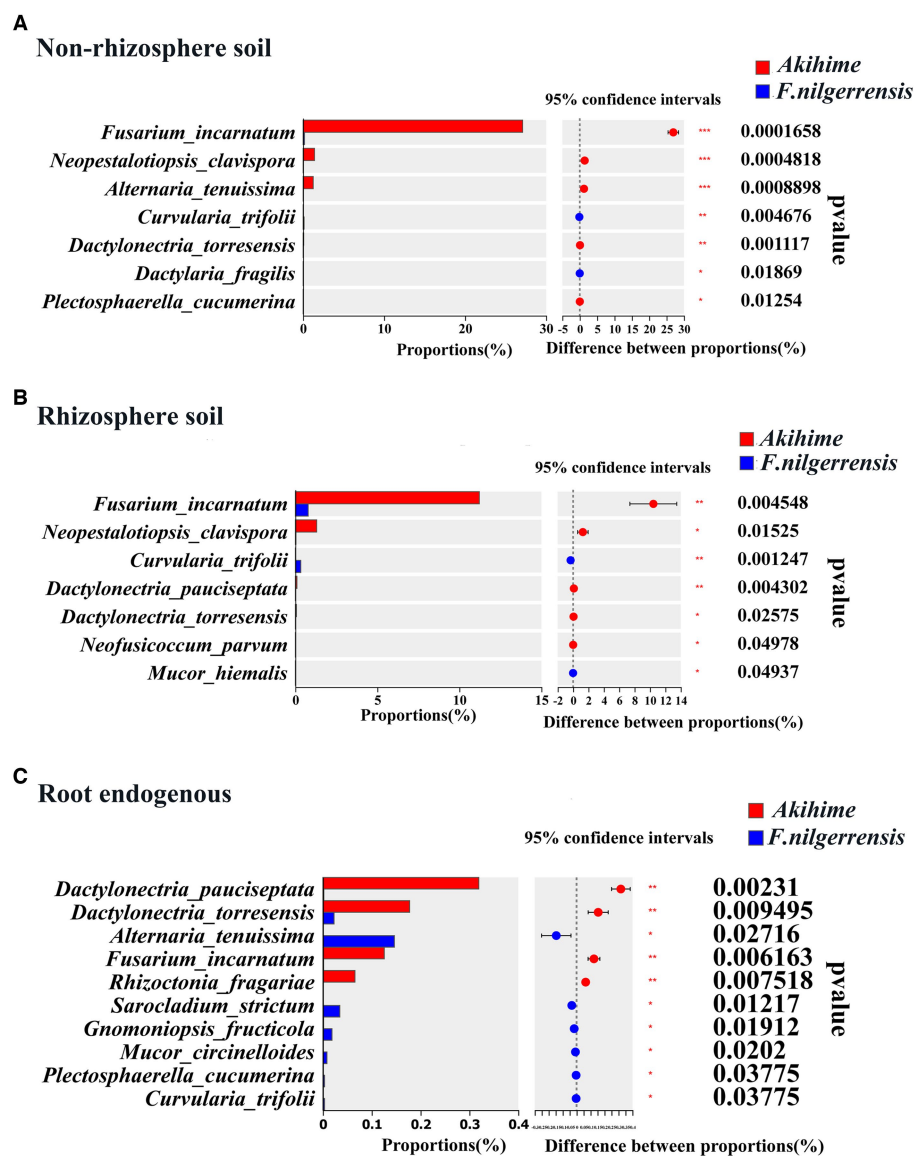 A
Non-rhizosphere soil
Akihime
F.nilgerrensis
95% confidence intervals
Fusarium_incarnatum *** 0.0001658
Neopestalotiopsis_clavispora *** 0.0004818
Alternaria_tenuissima *** 0.0008898
Curvularia_trifolii ** 0.004676
Dactylonectria_torresensis ** 0.001117
Dactylaria_fragilis * 0.01869
Plectosphaerella_cucumerina * 0.01254
pvalue
0 10 20 30 -5 0 5 10 15 20 25 30
Proportions(%) Difference between proportions(%)
B
Rhizosphere soil
Akihime
F.nilgerrensis
95% confidence intervals
Fusarium_incarnatum ** 0.004548
Neopestalotiopsis_clavispora * 0.01525
Curvularia_trifolii ** 0.001247
Dactylonectria_pauciseptata ** 0.004302
Dactylonectria_torresensis * 0.02575
Neofusicoccum_parvum * 0.04978
Mucor_hiemalis * 0.04937
pvalue
0 5 10 15 -2 0 2 4 6 8 10 12 14
Proportions(%) Difference between proportions(%)
C
Root endogenous
Akihime
F.nilgerrensis
95% confidence intervals
Dactylonectria_pauciseptata ** 0.00231
Dactylonectria_torresensis ** 0.009495
Alternaria_tenuissima * 0.02716
Fusarium_incarnatum ** 0.006163
Rhizoctonia_fragariae ** 0.007518
Sarocladium_strictum * 0.01217
Gnomoniopsis_fructicola * 0.01912
Mucor_circinelloides * 0.0202
Plectosphaerella_cucumerina * 0.03775
Curvularia_trifolii * 0.03775
pvalue
0 0.1 0.2 0.3 0.4
Proportions(%) Difference between proportions(%)